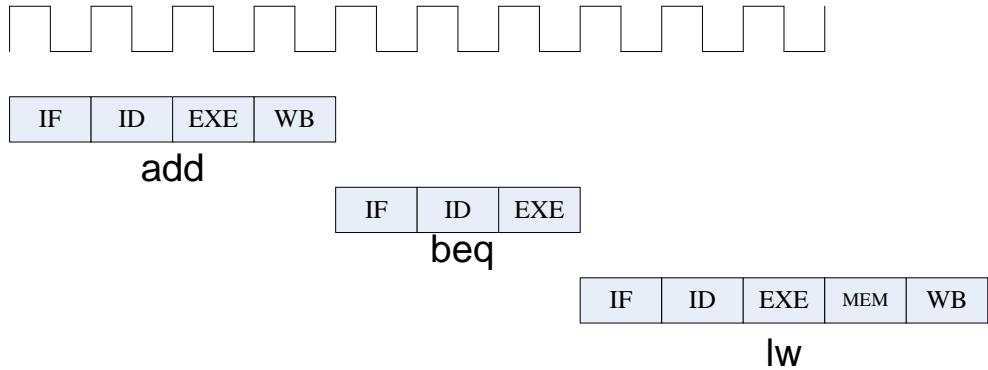 IF ID EXE WB
add
IF ID EXE
beq
IF ID EXE MEM WB
lw